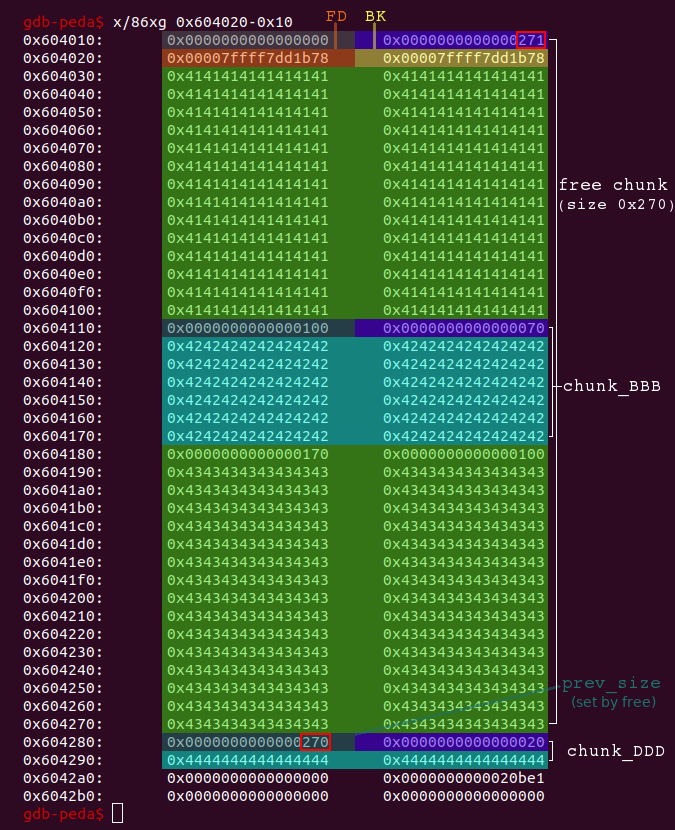 FD BK
gdb-peda$ x/86xg 0x604020-0x10
0x604010: 0x0000000000000000 0x0000000000000271
0x604020: 0x00007ffff7dd1b78 0x00007ffff7dd1b78
0x604030: 0x4141414141414141 0x4141414141414141
0x604040: 0x4141414141414141 0x4141414141414141
0x604050: 0x4141414141414141 0x4141414141414141
0x604060: 0x4141414141414141 0x4141414141414141
0x604070: 0x4141414141414141 0x4141414141414141
0x604080: 0x4141414141414141 0x4141414141414141
0x604090: 0x4141414141414141 0x4141414141414141 free chunk
0x6040a0: 0x4141414141414141 0x4141414141414141 (size 0x270)
0x6040b0: 0x4141414141414141 0x4141414141414141
0x6040c0: 0x4141414141414141 0x4141414141414141
0x6040d0: 0x4141414141414141 0x4141414141414141
0x6040e0: 0x4141414141414141 0x4141414141414141
0x6040f0: 0x4141414141414141 0x4141414141414141
0x604100: 0x4141414141414141 0x4141414141414141
0x604110: 0x0000000000000100 0x0000000000000070
0x604120: 0x4242424242424242 0x4242424242424242
0x604130: 0x4242424242424242 0x4242424242424242
0x604140: 0x4242424242424242 0x4242424242424242 chunk_BBB
0x604150: 0x4242424242424242 0x4242424242424242
0x604160: 0x4242424242424242 0x4242424242424242
0x604170: 0x4242424242424242 0x4242424242424242
0x604180: 0x0000000000000170 0x0000000000000100
0x604190: 0x4343434343434343 0x4343434343434343
0x6041a0: 0x4343434343434343 0x4343434343434343
0x6041b0: 0x4343434343434343 0x4343434343434343
0x6041c0: 0x4343434343434343 0x4343434343434343
0x6041d0: 0x4343434343434343 0x4343434343434343
0x6041e0: 0x4343434343434343 0x4343434343434343
0x6041f0: 0x4343434343434343 0x4343434343434343
0x604200: 0x4343434343434343 0x4343434343434343
0x604210: 0x4343434343434343 0x4343434343434343
0x604220: 0x4343434343434343 0x4343434343434343
0x604230: 0x4343434343434343 0x4343434343434343
0x604240: 0x4343434343434343 0x4343434343434343 prev_size
0x604250: 0x4343434343434343 0x4343434343434343 (set by free)
0x604260: 0x4343434343434343 0x4343434343434343
0x604270: 0x4343434343434343 0x4343434343434343
0x604280: 0x0000000000000270 0x0000000000000020 chunk_DDD
0x604290: 0x4444444444444444 0x4444444444444444
0x6042a0: 0x0000000000000000 0x0000000000020be1
0x6042b0: 0x0000000000000000 0x0000000000000000
gdb-peda$